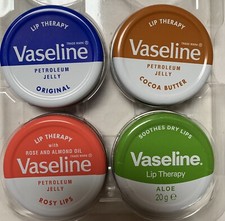 LIP THERAPY
Vaseline
PETROLEUM
JELLY
ORIGINAL
LIP THERAPY
Vaseline
PETROLEUM
JELLY
COCOA BUTTER
LIP THERAPY
with
ROSE AND ALMOND OIL
Vaseline
PETROLEUM
JELLY
ROSY LIPS
SOOTHES DRY LIPS
Vaseline.
Lip Therapy
ALOE
20 g ℮